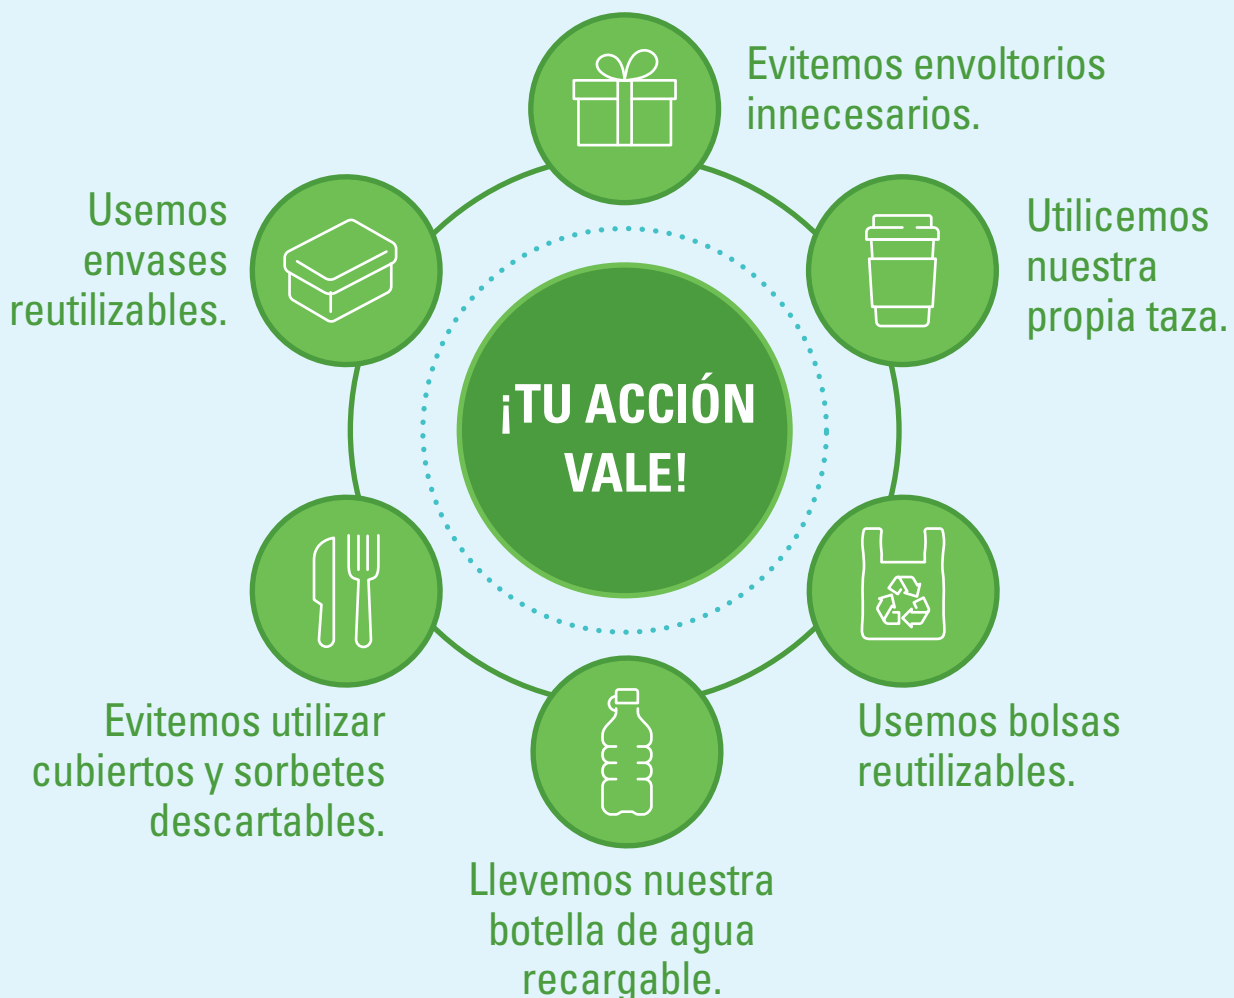 Evitemos envoltorios
innecesarios.
Utilicemos
nuestra
propia taza.
Usemos bolsas
reutilizables.
Llevemos nuestra
botella de agua
recargable.
Evitemos utilizar
cubiertos y sorbetes
descartables.
Usemos
envases
reutilizables.
¡TU ACCIÓN
VALE!